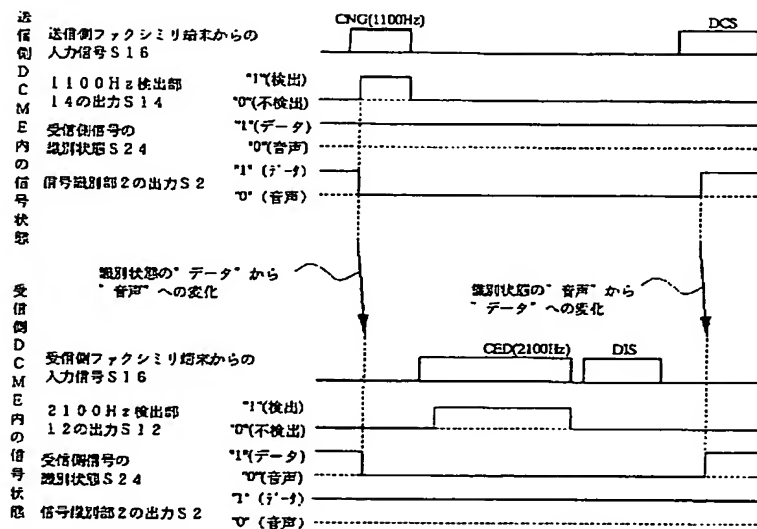 送信側DCME内の信号状態
CNG(1100Hz)
DCS
送信側ファクシミリ端末からの
入力信号S16
1100Hz検出部
14の出力S14
"1"(検出)
"0"(不検出)
受信側信号の
識別状態S24
"1"(データ)
"0"(音声)
信号識別部2の出力S2
"1"(データ)
"0"(音声)
識別状態の"データ"から
"音声"への変化
識別状態の"音声"から
"データ"への変化
受信側DCME内の信号状態
受信側ファクシミリ端末からの
入力信号S16
CED(2100Hz)
DIS
2100Hz検出部
12の出力S12
"1"(検出)
"0"(不検出)
受信側信号の
識別状態S24
"1"(データ)
"0"(音声)
信号識別部2の出力S2
"1"(データ)
"0"(音声)